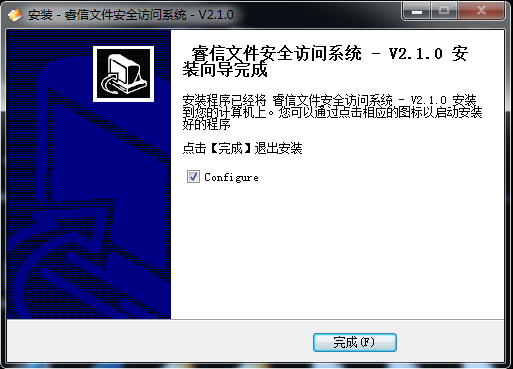 安装 - 睿信文件安全访问系统 - V2.1.0
睿信文件安全访问系统 - V2.1.0 安
装向导完成
安装程序已经将 睿信文件安全访问系统 - V2.1.0 安装
到您的计算机上。您可以通过点击相应的图标以启动安装
好的程序
点击【完成】退出安装
Configure
完成(F)